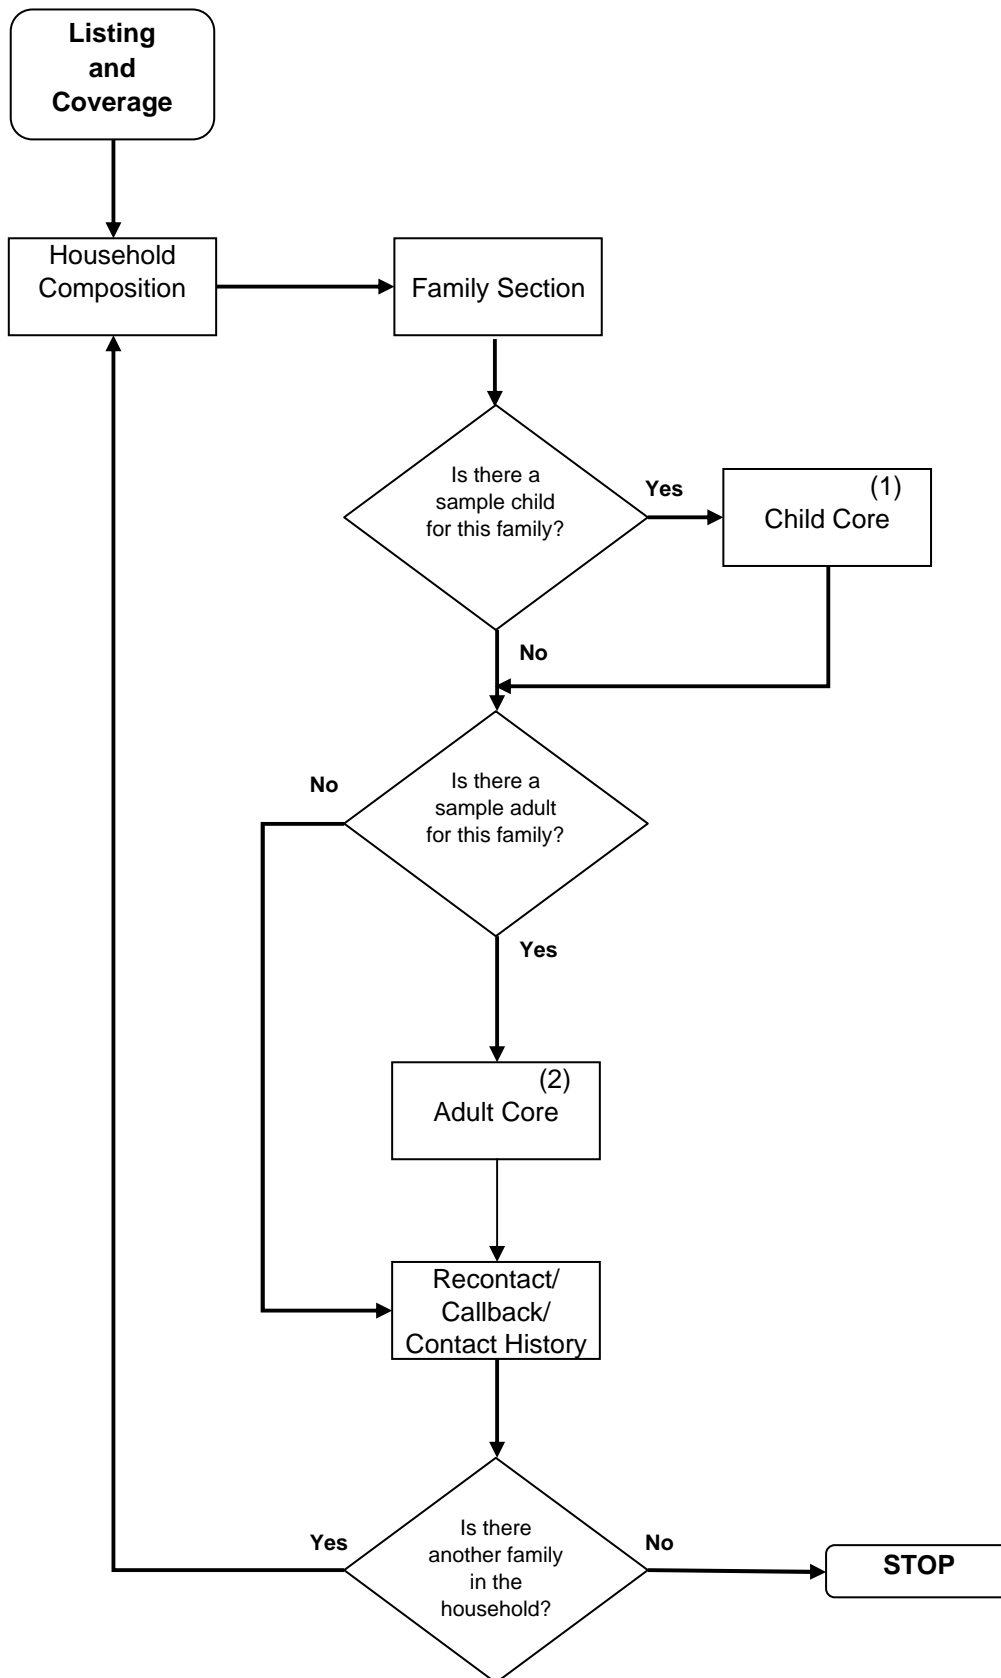 Listing
and
Coverage
Household
Composition
Family Section
Is there a
sample child
for this family?
Yes
(1)
Child Core
No
No
Is there a
sample adult
for this family?
Yes
(2)
Adult Core
Recontact/
Callback/
Contact History
Yes
Is there
another family
in the
household?
No
STOP